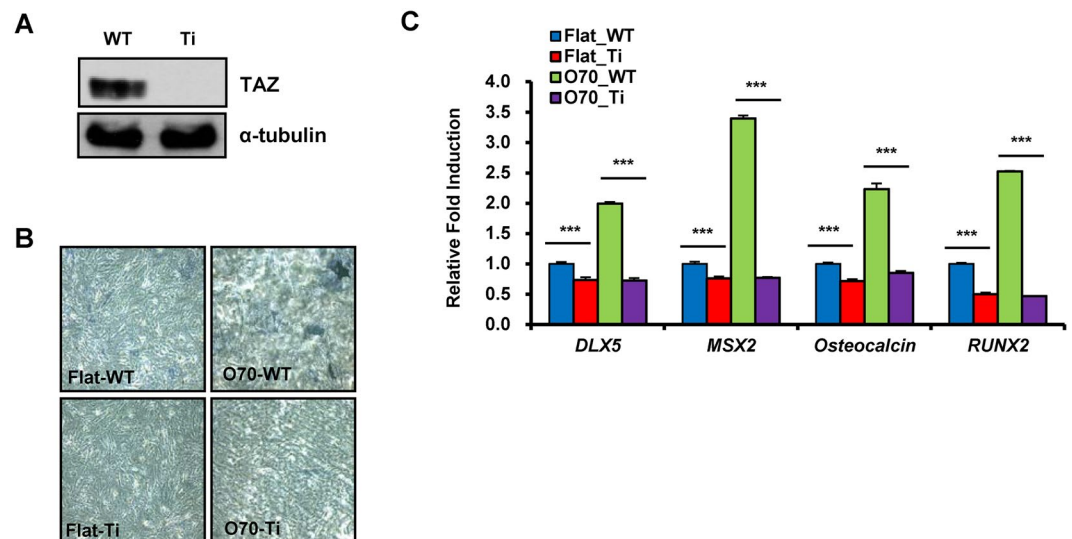 A
WT Ti
TAZ
α-tubulin
B
Flat-WT
O70-WT
Flat-Ti
O70-Ti
C
Flat_WT
Flat_Ti
O70_WT
O70_Ti
Relative Fold Induction
4.0
3.5
3.0
2.5
2.0
1.5
1.0
0.5
0.0
*** *** *** *** *** *** *** ***
DLX5 MSX2 Osteocalcin RUNX2